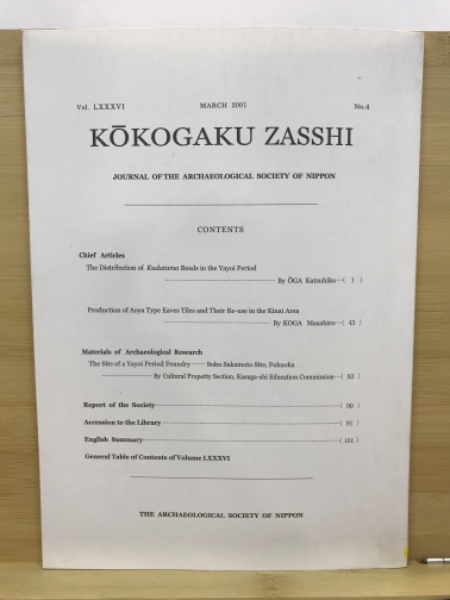 Vol. LXXXVI MARCH 2001 No.4
KŌKOGAKU ZASSHI
JOURNAL OF THE ARCHAEOLOGICAL SOCIETY OF NIPPON
CONTENTS
Chief Articles
The Distribution of Kudatama Beads in the Yayoi Period
By ŌGA Katsuhiko ( 1 )
Production of Aoya Type Eaves Tiles and Their Re-use in the Kinai Area
By KOGA Masahiro ( 43 )
Materials of Archaeological Research
The Site of a Yayoi Period Foundry —— Suku Sakamoto Site, Fukuoka
By Cultural Property Section, Kasuga-shi Education Commission ( 83 )
Report of the Society ( 90 )
Accession to the Library ( 91 )
English Summary ( 101 )
General Table of Contents of Volume LXXXVI
THE ARCHAEOLOGICAL SOCIETY OF NIPPON